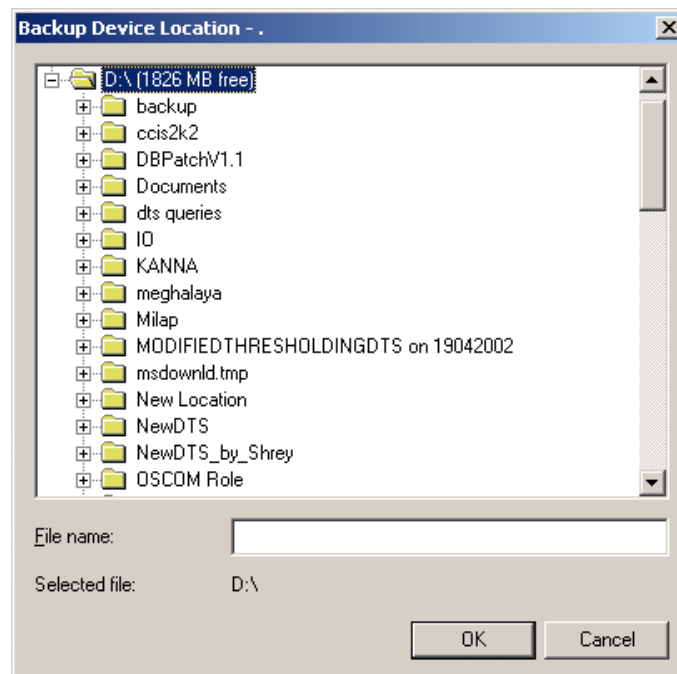 Backup Device Location - .
D:\ (1826 MB free)
backup
ccis2k2
DBPatchV1.1
Documents
dts queries
IO
KANNA
meghalaya
Milap
MODIFIEDTHRESHOLDINGDTS on 19042002
msdownld.tmp
New Location
NewDTS
NewDTS_by_Shrey
OSCOM Role
File name:
Selected file: D:\
OK Cancel